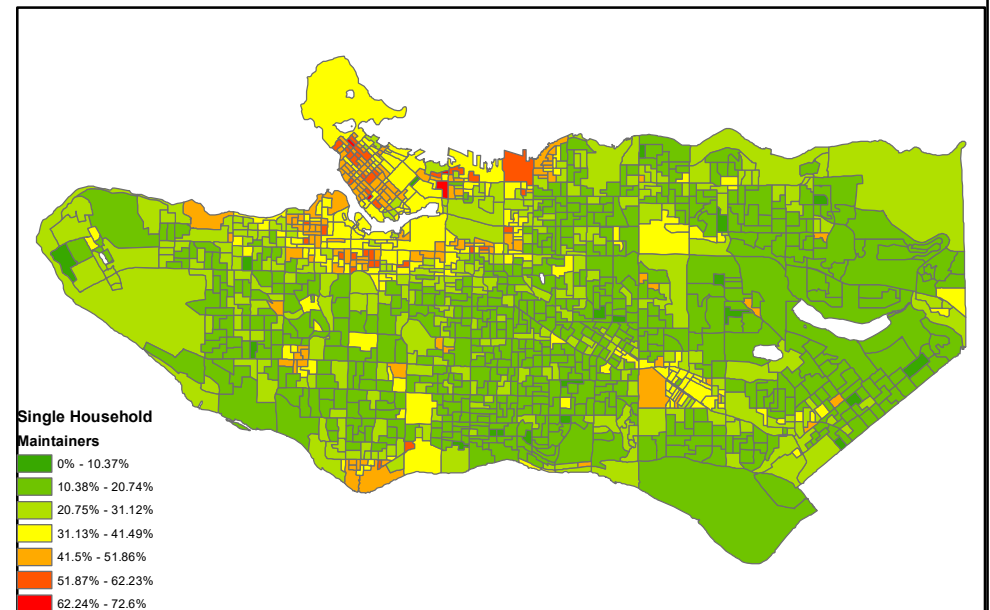 Single Household
Maintainers
0% - 10.37%
10.38% - 20.74%
20.75% - 31.12%
31.13% - 41.49%
41.5% - 51.86%
51.87% - 62.23%
62.24% - 72.6%